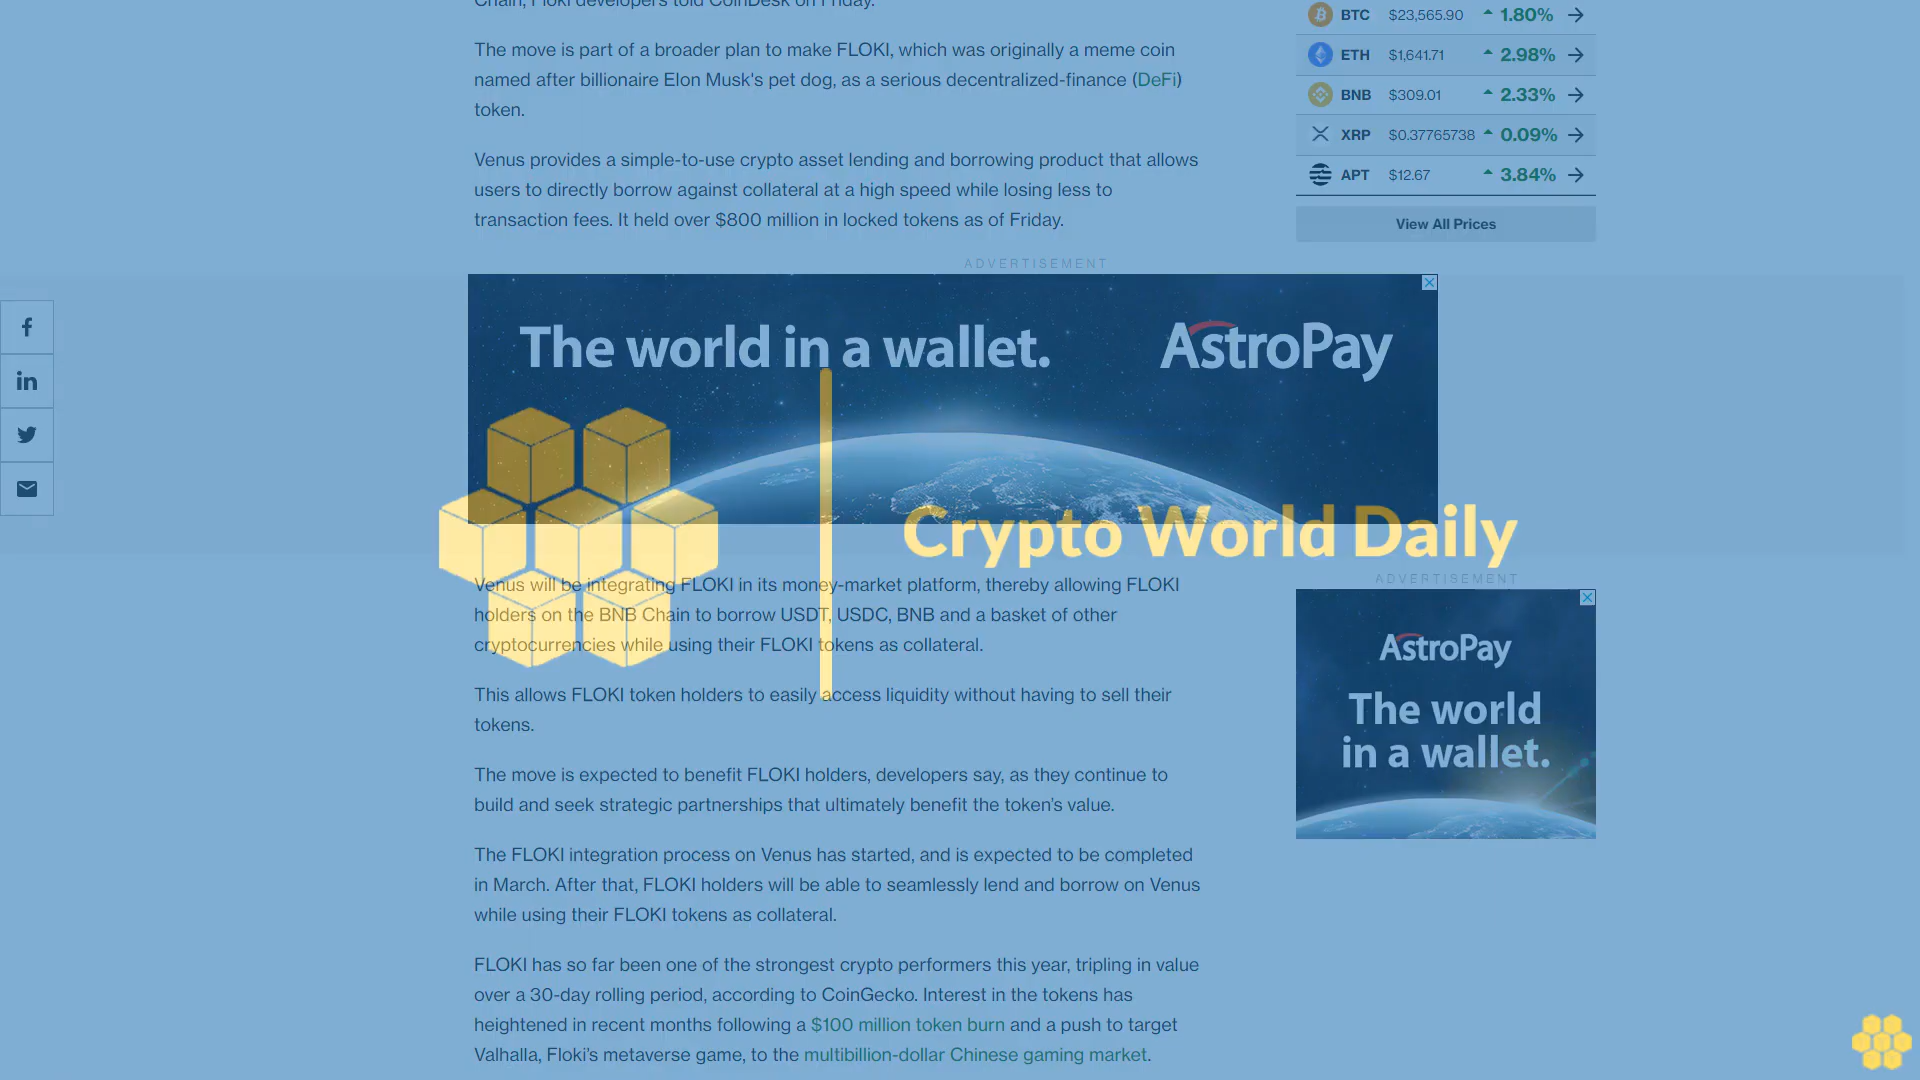 Chain, Floki developers told CoinDesk on Friday.
The move is part of a broader plan to make FLOKI, which was originally a meme coin
named after billionaire Elon Musk's pet dog, as a serious decentralized-finance (DeFi)
token.
Venus provides a simple-to-use crypto asset lending and borrowing product that allows
users to directly borrow against collateral at a high speed while losing less to
transaction fees. It held over $800 million in locked tokens as of Friday.
BTC $23,565.90 1.80%
ETH $1,641.71 2.98%
BNB $309.01 2.33%
XRP $0.37765738 0.09%
APT $12.67 3.84%
View All Prices
ADVERTISEMENT
The world in a wallet. AstroPay
Crypto World Daily
Venus will be integrating FLOKI in its money-market platform, thereby allowing FLOKI
holders on the BNB Chain to borrow USDT, USDC, BNB and a basket of other
cryptocurrencies while using their FLOKI tokens as collateral.
This allows FLOKI token holders to easily access liquidity without having to sell their
tokens.
The move is expected to benefit FLOKI holders, developers say, as they continue to
build and seek strategic partnerships that ultimately benefit the token's value.
The FLOKI integration process on Venus has started, and is expected to be completed
in March. After that, FLOKI holders will be able to seamlessly lend and borrow on Venus
while using their FLOKI tokens as collateral.
FLOKI has so far been one of the strongest crypto performers this year, tripling in value
over a 30-day rolling period, according to CoinGecko. Interest in the tokens has
heightened in recent months following a $100 million token burn and a push to target
Valhalla, Floki's metaverse game, to the multibillion-dollar Chinese gaming market.
ADVERTISEMENT
AstroPay
The world
in a wallet.